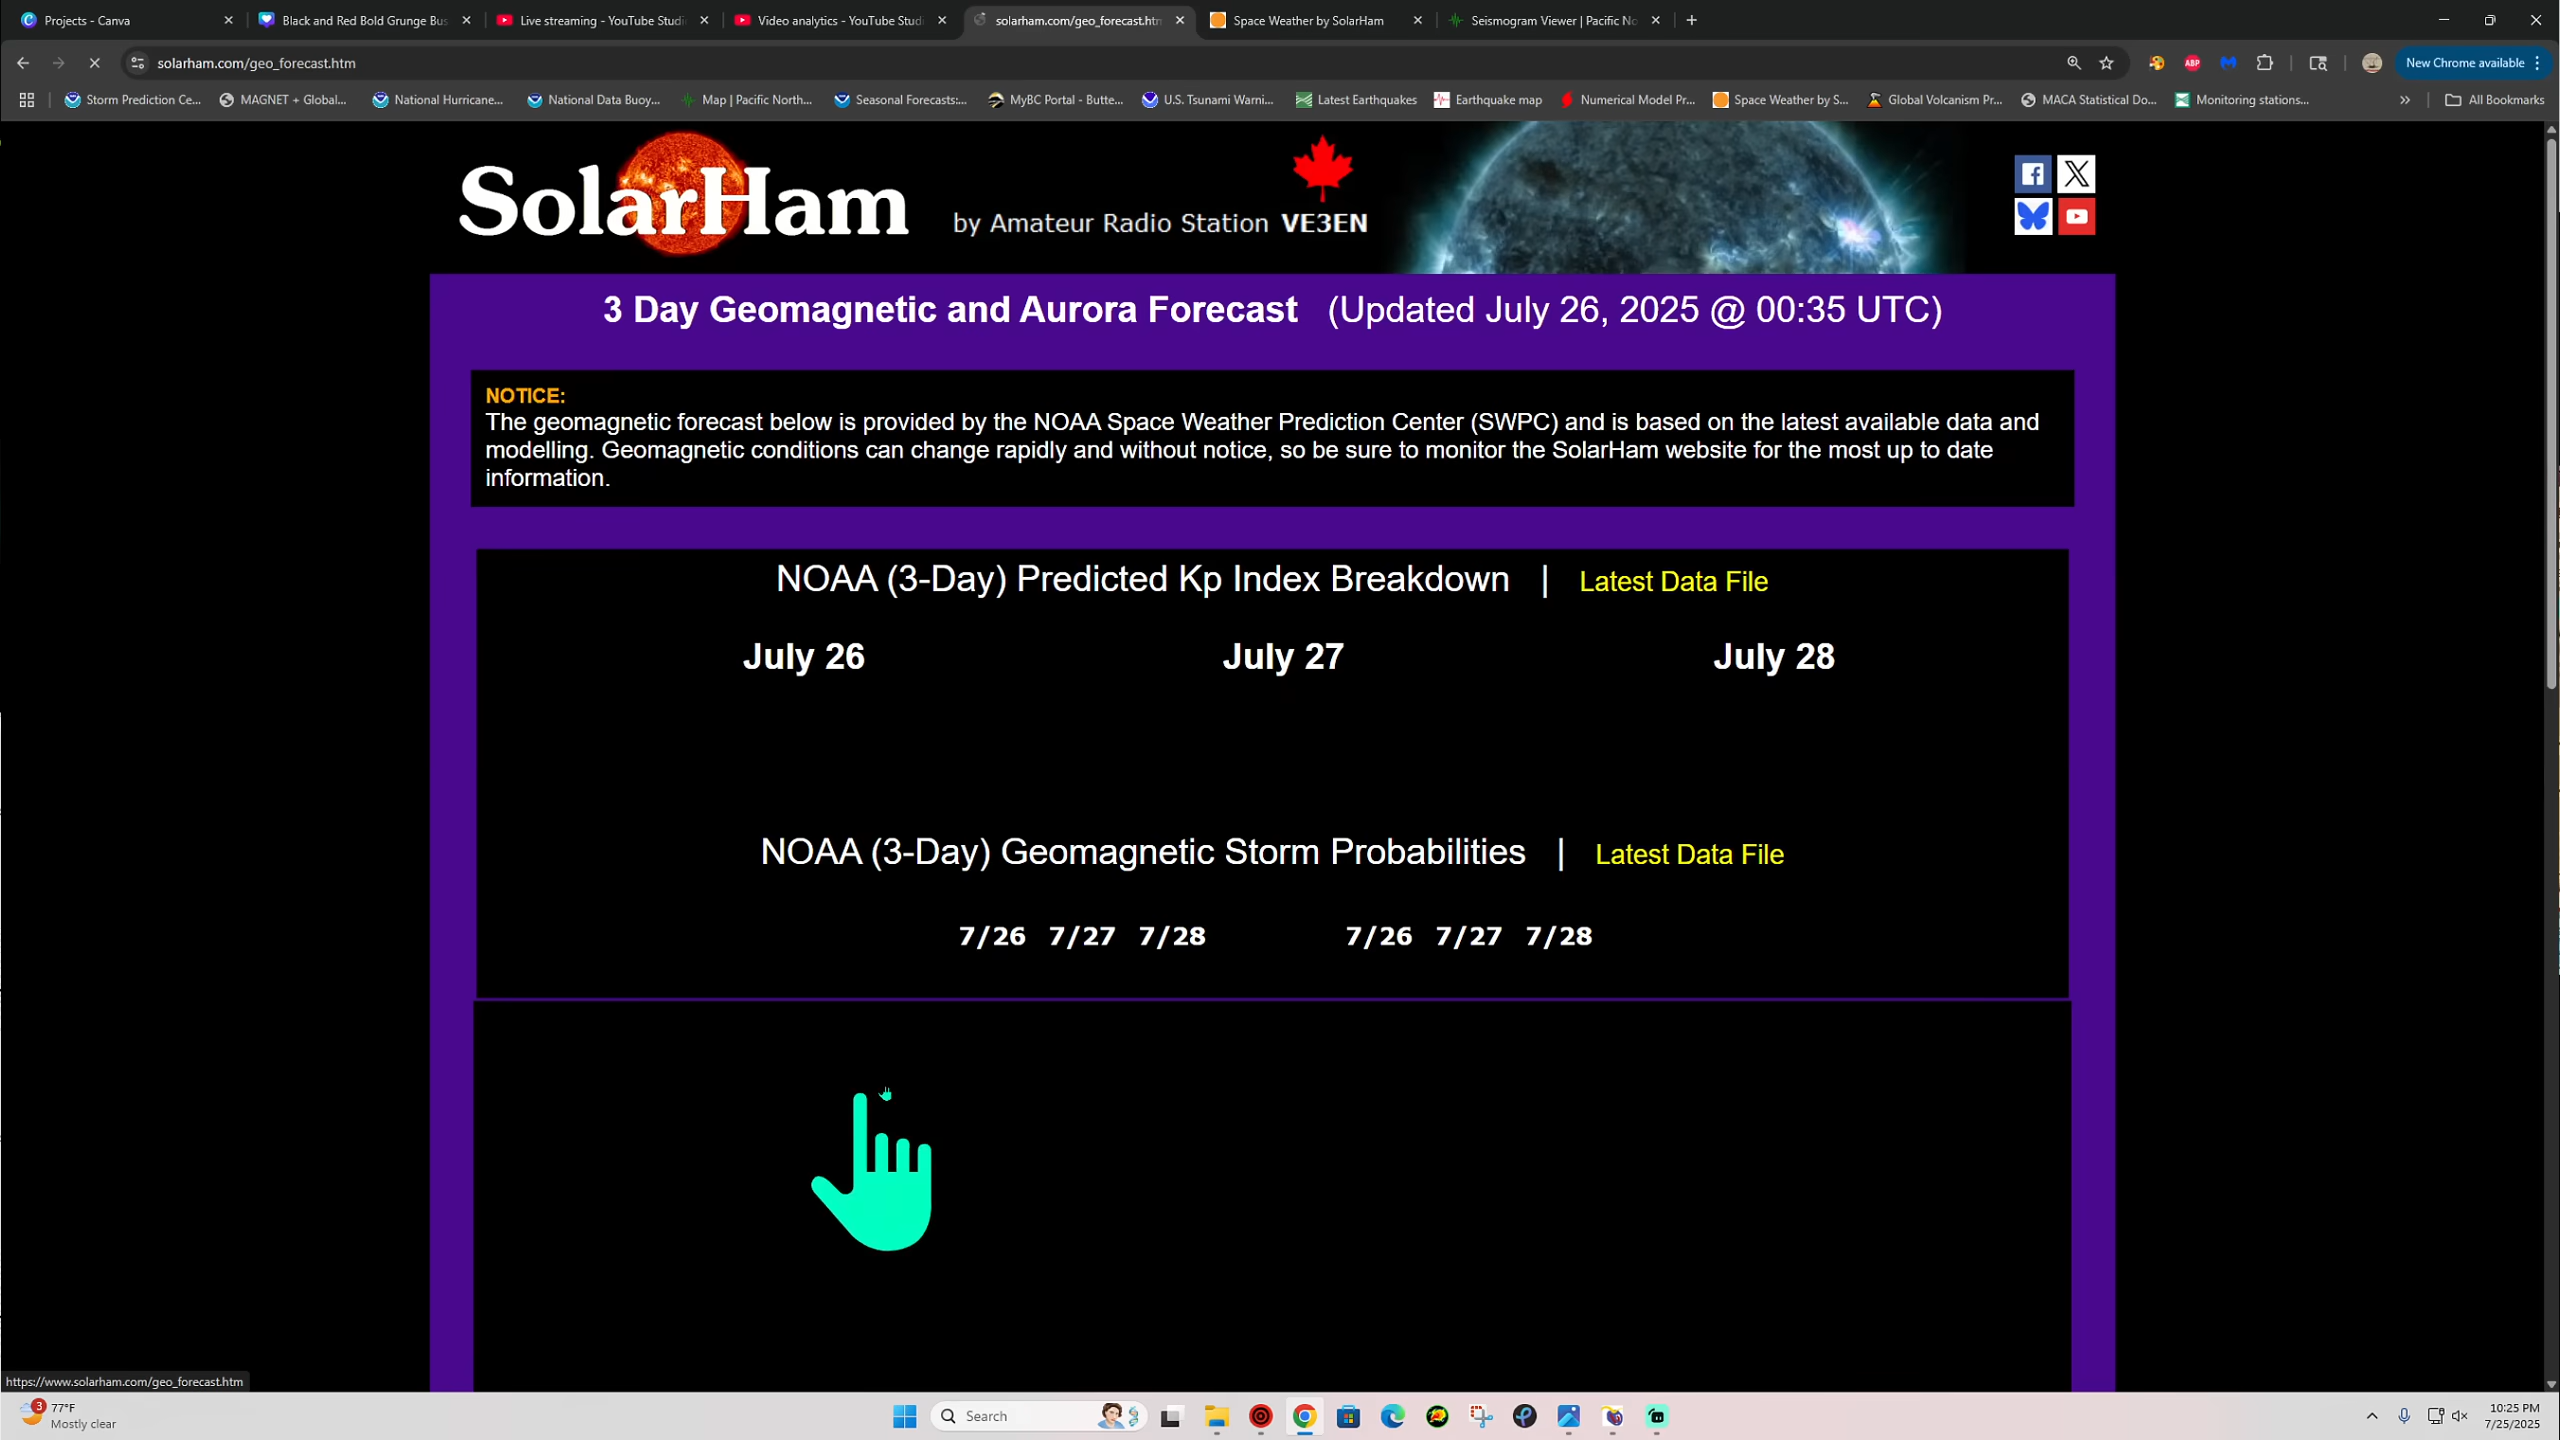 Projects - Canva
Black and Red Bold Grunge Bus
Live streaming - YouTube Studi
Video analytics - YouTube Studi
solarham.com/geo_forecast.htm
Space Weather by SolarHam
Seismogram Viewer | Pacific No
solarham.com/geo_forecast.htm
ABP
New Chrome available
Storm Prediction Ce...
MAGNET + Global...
National Hurricane...
National Data Buoy...
Map | Pacific North...
Seasonal Forecasts:...
MyBC Portal - Butte...
U.S. Tsunami Warni...
Latest Earthquakes
Earthquake map
Numerical Model Pr...
Space Weather by S...
Global Volcanism Pr...
MACA Statistical Do...
Monitoring stations...
All Bookmarks
SolarHam
by Amateur Radio Station VE3EN
3 Day Geomagnetic and Aurora Forecast (Updated July 26, 2025 @ 00:35 UTC)
NOTICE:
The geomagnetic forecast below is provided by the NOAA Space Weather Prediction Center (SWPC) and is based on the latest available data and
modelling. Geomagnetic conditions can change rapidly and without notice, so be sure to monitor the SolarHam website for the most up to date
information.
NOAA (3-Day) Predicted Kp Index Breakdown | Latest Data File
July 26 July 27 July 28
NOAA (3-Day) Geomagnetic Storm Probabilities | Latest Data File
7/26 7/27 7/28 7/26 7/27 7/28
https://www.solarham.com/geo_forecast.htm
3
77°F
Mostly clear
Search
10:25 PM
7/25/2025